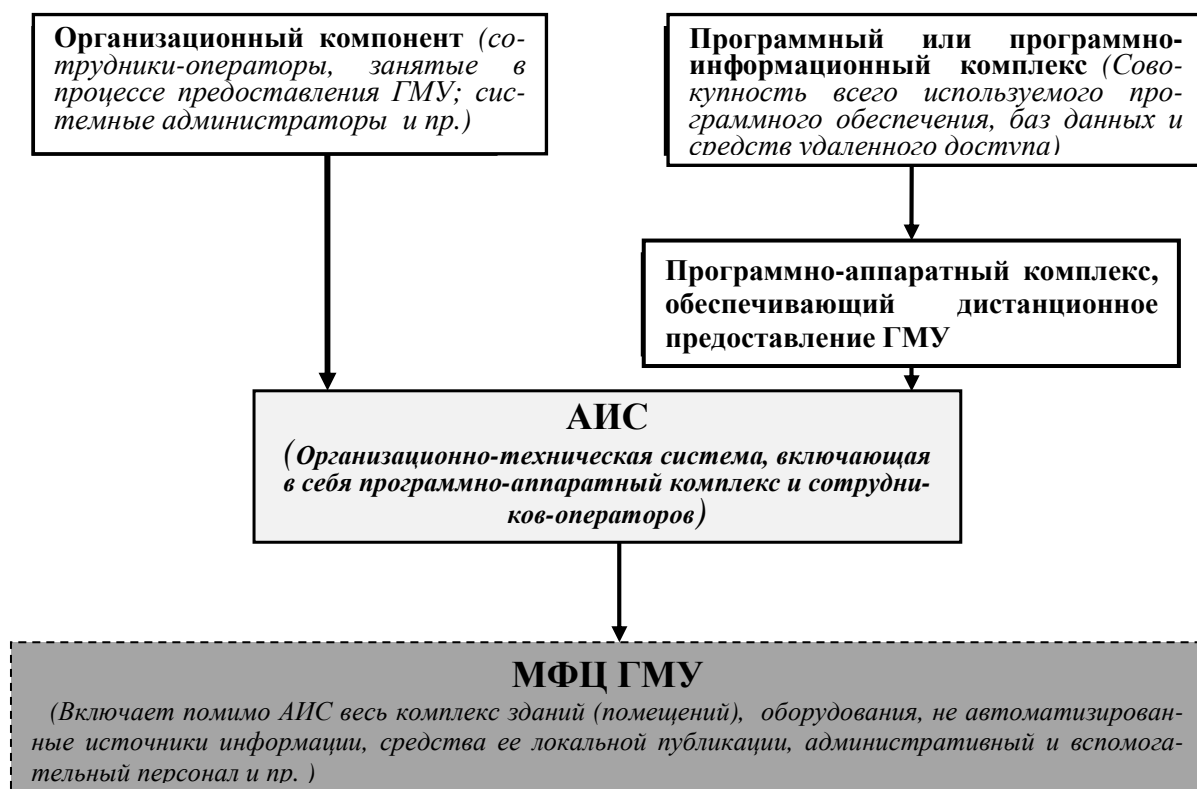 Организационный компонент (со-
трудники-операторы, занятые в
процессе предоставления ГМУ; сис-
темные администраторы и пр.)
Программный или программно-
информационный комплекс (Сово-
купность всего используемого про-
граммного обеспечения, баз данных и
средств удаленного доступа)
Программно-аппаратный комплекс,
обеспечивающий дистанционное
предоставление ГМУ
АИС
(Организационно-техническая система, включающая
в себя программно-аппаратный комплекс и сотрудни-
ков-операторов)
МФЦ ГМУ
(Включает помимо АИС весь комплекс зданий (помещений), оборудования, не автоматизирован-
ные источники информации, средства ее локальной публикации, административный и вспомога-
тельный персонал и пр. )